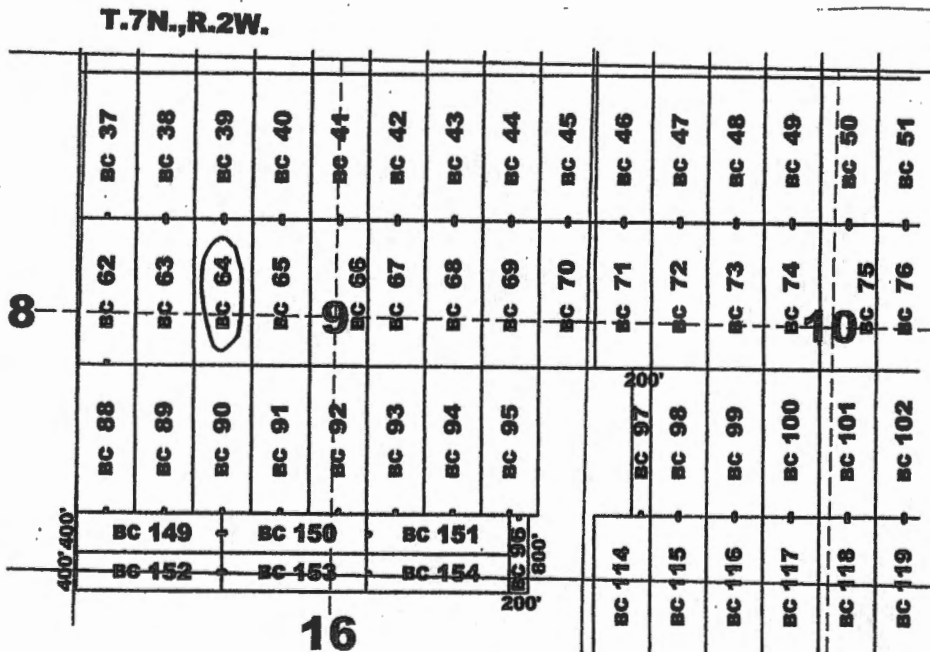 T.7N.,R.2W.
BC 37
BC 38
BC 39
BC 40
BC 41
BC 42
BC 43
BC 44
BC 45
BC 46
BC 47
BC 48
BC 49
BC 50
BC 51
BC 62
BC 63
BC 64
BC 65
BC 66
BC 67
BC 68
BC 69
BC 70
BC 71
BC 72
BC 73
BC 74
BC 75
BC 76
8
9
10
200'
BC 88
BC 89
BC 90
BC 91
BC 92
BC 93
BC 94
BC 95
BC 97
BC 98
BC 99
BC 100
BC 101
BC 102
400'
BC 149
BC 150
BC 151
BC 96
800'
400'
BC 152
BC 153
BC 154
200'
BC 114
BC 115
BC 116
BC 117
BC 118
BC 119
16